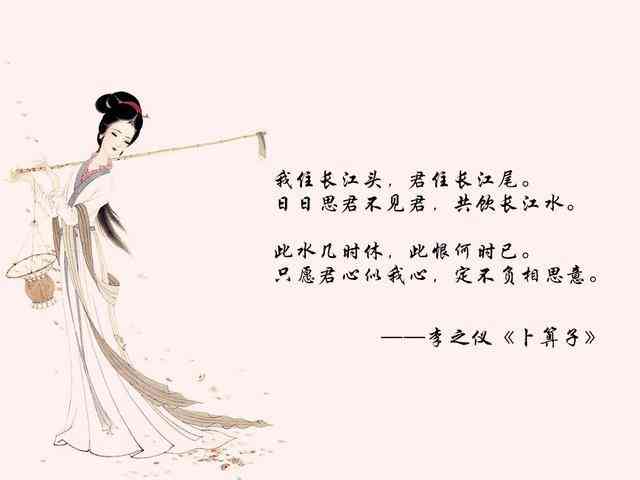 我住长江头，君住长江尾。
日日思君不见君，共饮长江水。
此水几时休，此恨何时已。
只愿君心似我心，定不负相思意。
——李之仪《卜算子》